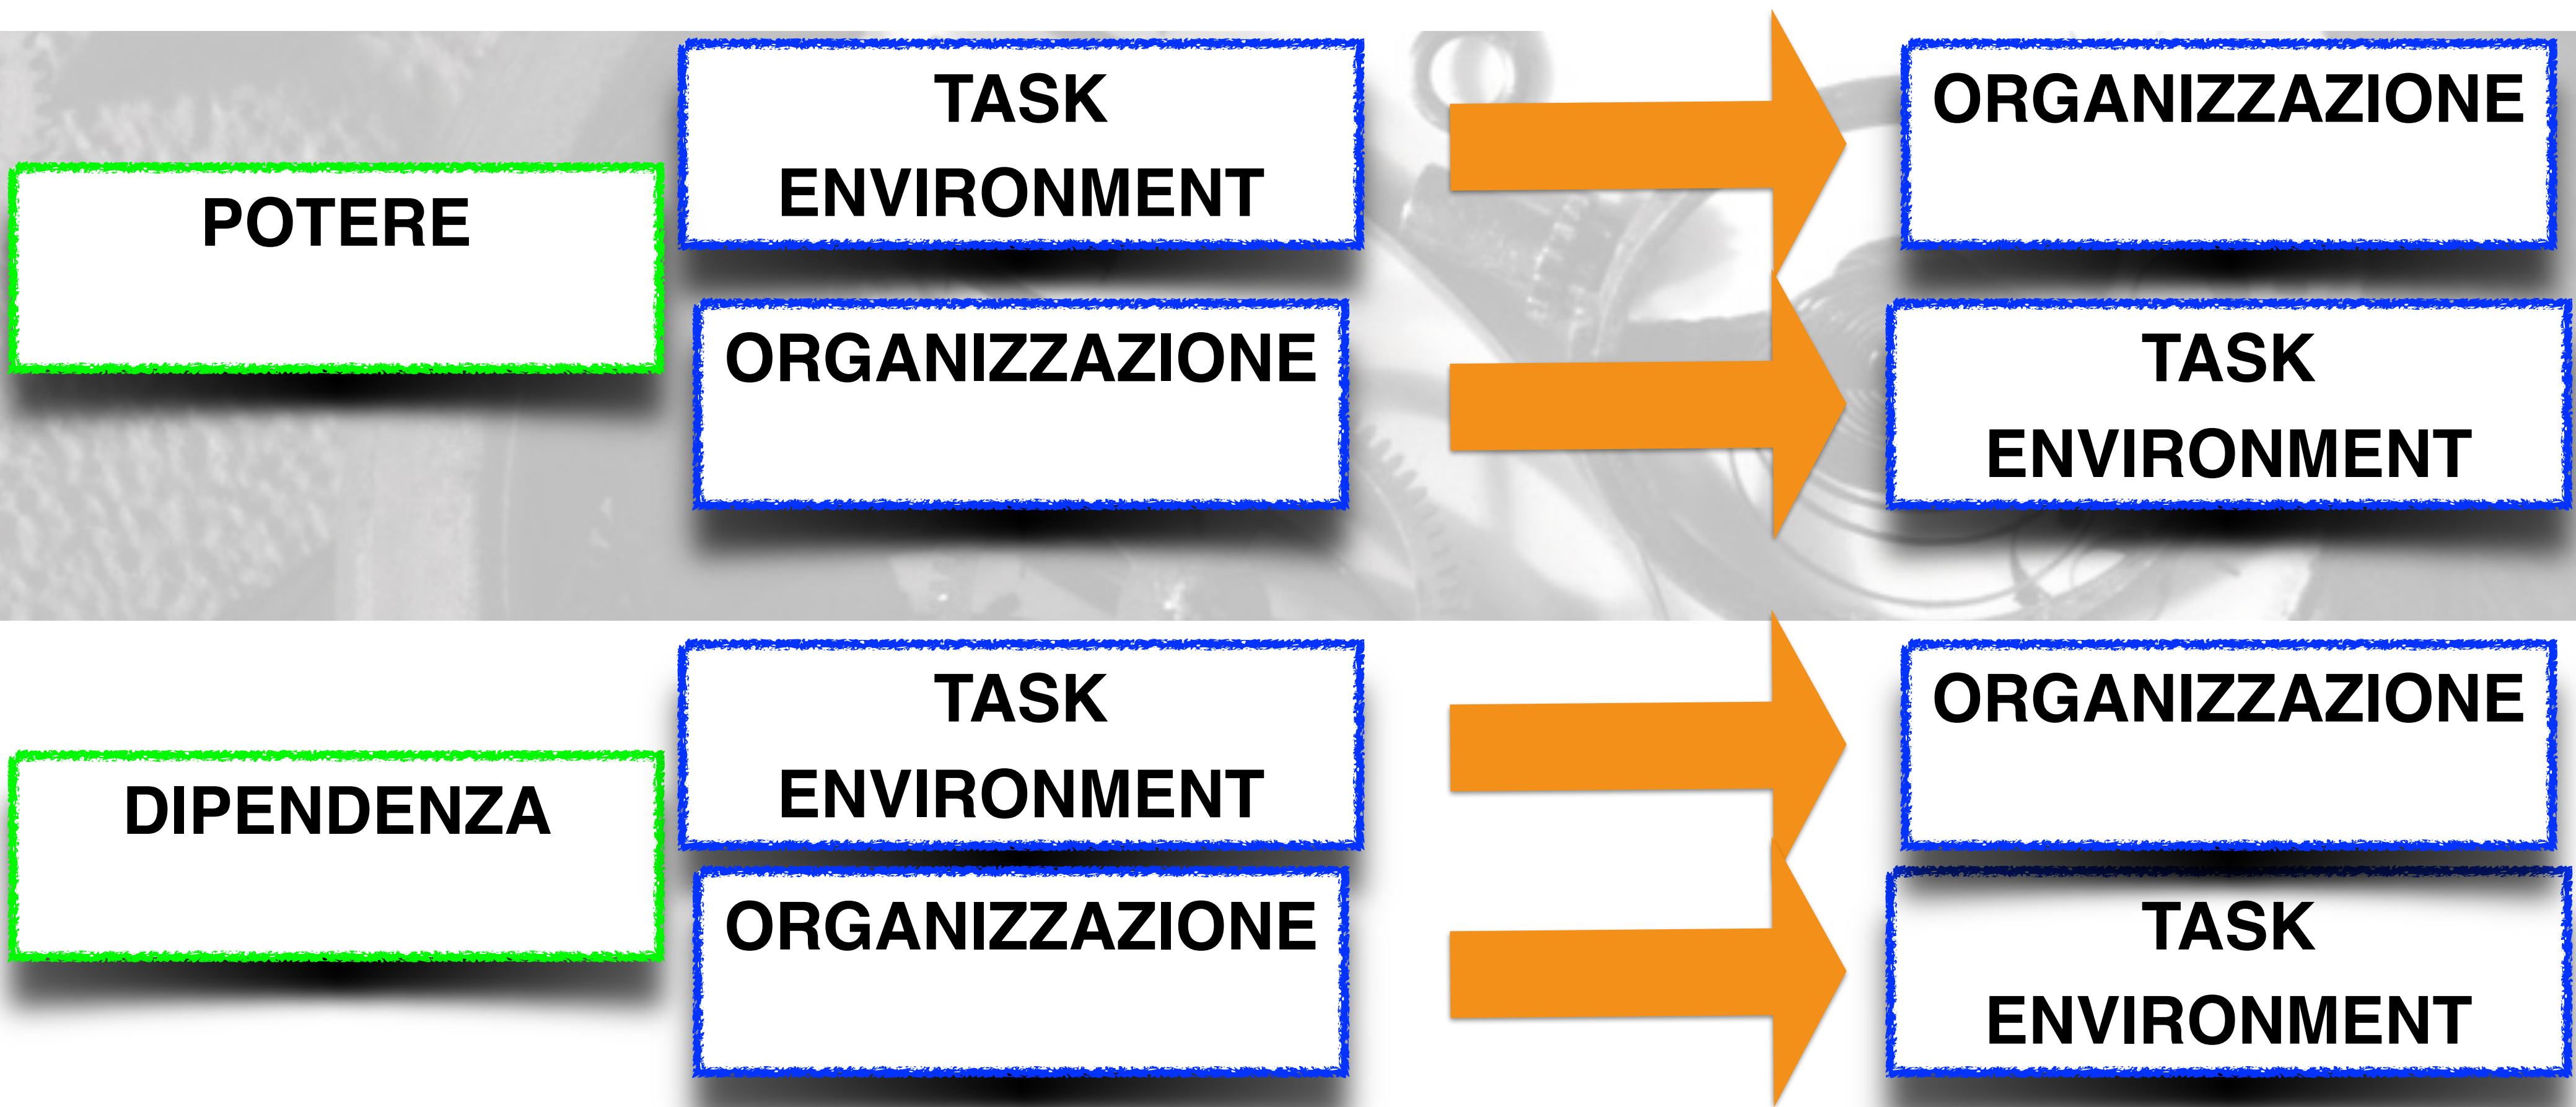 POTERE
TASK
ENVIRONMENT
ORGANIZZAZIONE
ORGANIZZAZIONE
TASK
ENVIRONMENT
DIPENDENZA
TASK
ENVIRONMENT
ORGANIZZAZIONE
ORGANIZZAZIONE
TASK
ENVIRONMENT